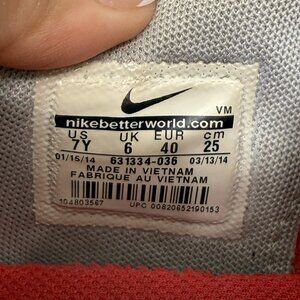 VM
nikebetterworld.com
US UK EUR cm
7Y 6 40 25
01/15/14 631334-036 03/13/14
MADE IN VIETNAM
FABRIQUE AU VIETNAM
104803567 UPC 00820652190153